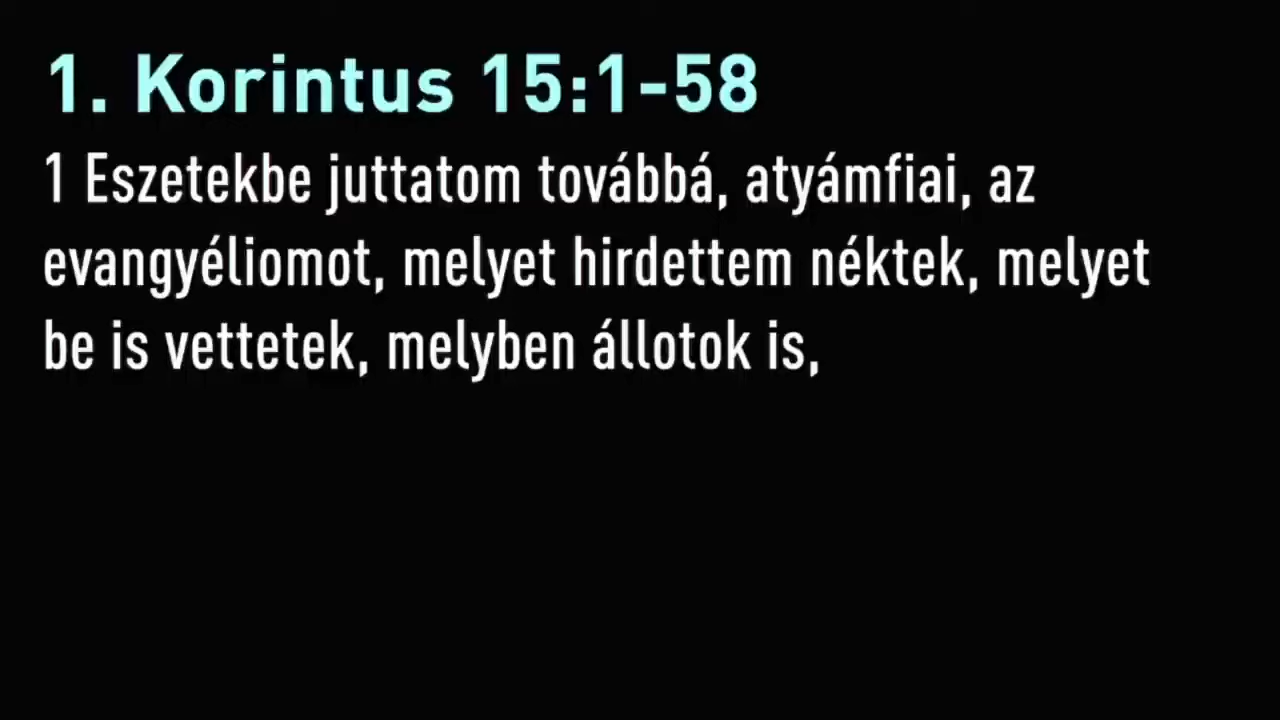 1. Korintus 15:1-58
1 Eszetekbe juttatom továbbá, atyámfiai, az
evangyéliomot, melyet hirdettem néktek, melyet
be is vettetek, melyben állotok is,